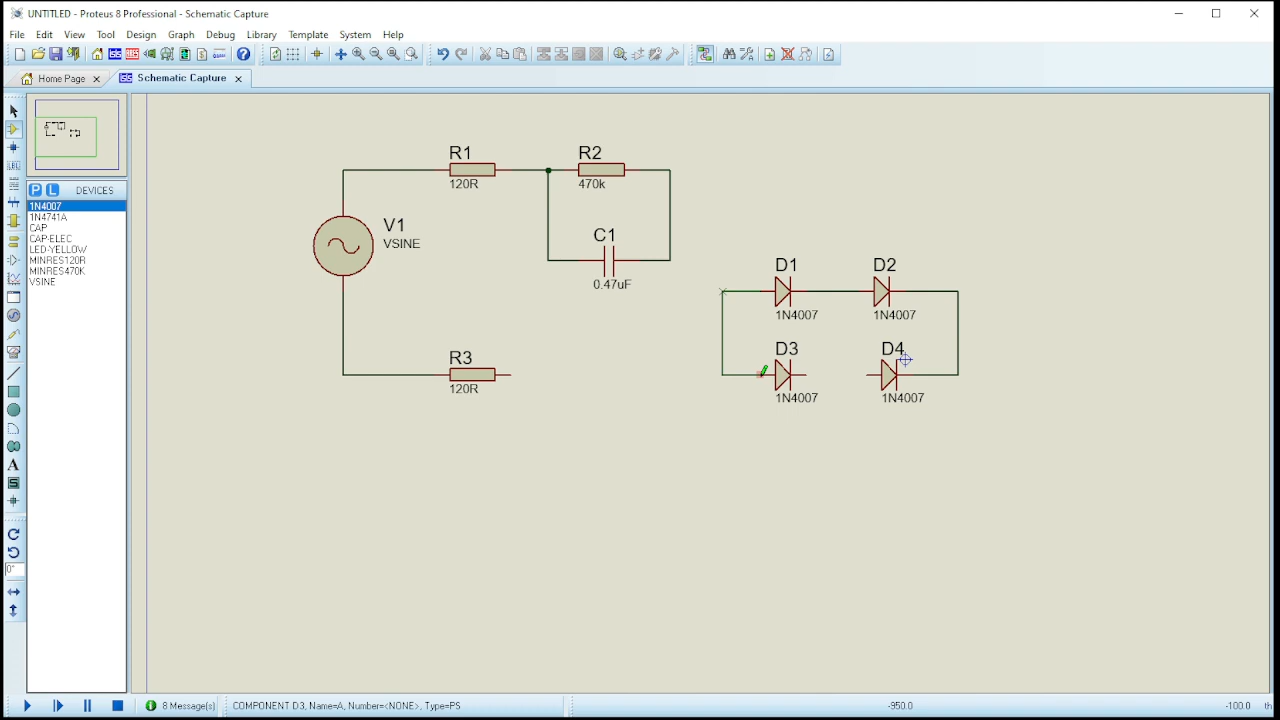 UNTITLED - Proteus 8 Professional - Schematic Capture
File Edit View Tool Design Graph Debug Library Template System Help
Home Page
Schematic Capture
P L DEVICES
1N4007
1N4741A
CAP
CAP-ELEC
LED-YELLOW
MINRES120R
MINRES470K
VSINE
R1
120R
R2
470k
V1
VSINE
C1
0.47uF
D1
1N4007
D2
1N4007
R3
120R
D3
1N4007
D4
1N4007
LBL
A
S
0°
8 Message(s)
COMPONENT D3, Name=A, Number=<NONE>, Type=PS
-950.0
-100.0
th